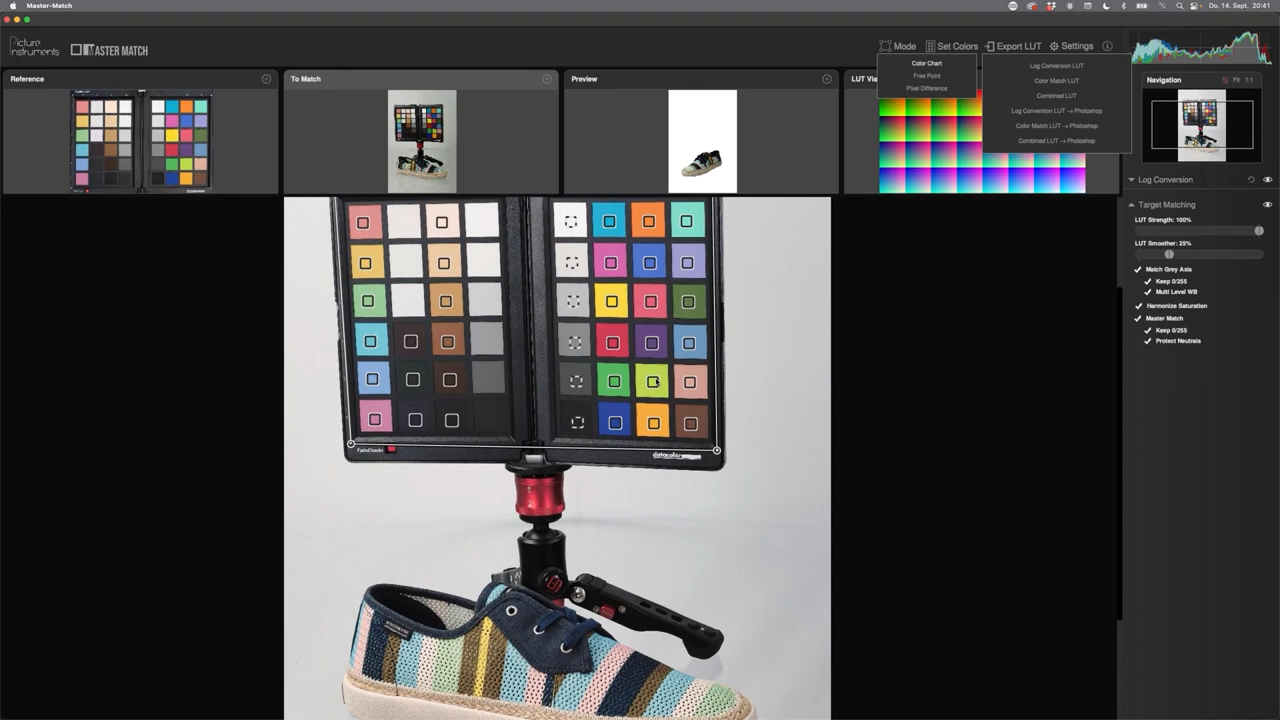 Master-Match
Do. 14. Sept. 20:41
Picture
Instruments
MASTER MATCH
Mode
Set Colors
Export LUT
Settings
Color Chart
Free Point
Pixel Difference
Log Conversion LUT
Color Match LUT
Combined LUT
Log Conversion LUT → Photoshop
Color Match LUT → Photoshop
Combined LUT → Photoshop
Reference
To Match
Preview
LUT Vis
Navigation
Fit
1:1
Log Conversion
Target Matching
LUT Strength: 100%
LUT Smoother: 25%
Match Grey Axis
Keep 0/255
Multi Level WB
Harmonize Saturation
Master Match
Keep 0/255
Protect Neutrals
datacolor